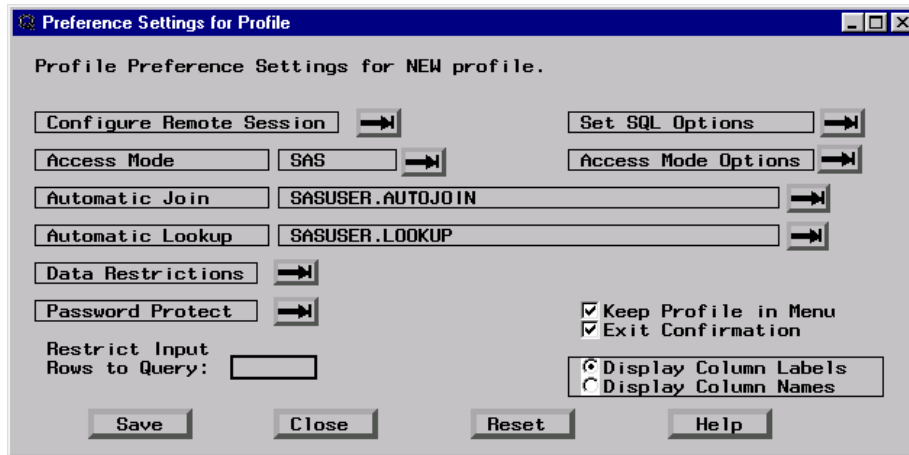 Preference Settings for Profile
Profile Preference Settings for NEW profile.
Configure Remote Session
Set SQL Options
Access Mode SAS
Access Mode Options
Automatic Join SASUSER.AUTOJOIN
Automatic Lookup SASUSER.LOOKUP
Data Restrictions
Password Protect
Keep Profile in Menu
Exit Confirmation
Restrict Input
Rows to Query:
Display Column Labels
Display Column Names
Save Close Reset Help